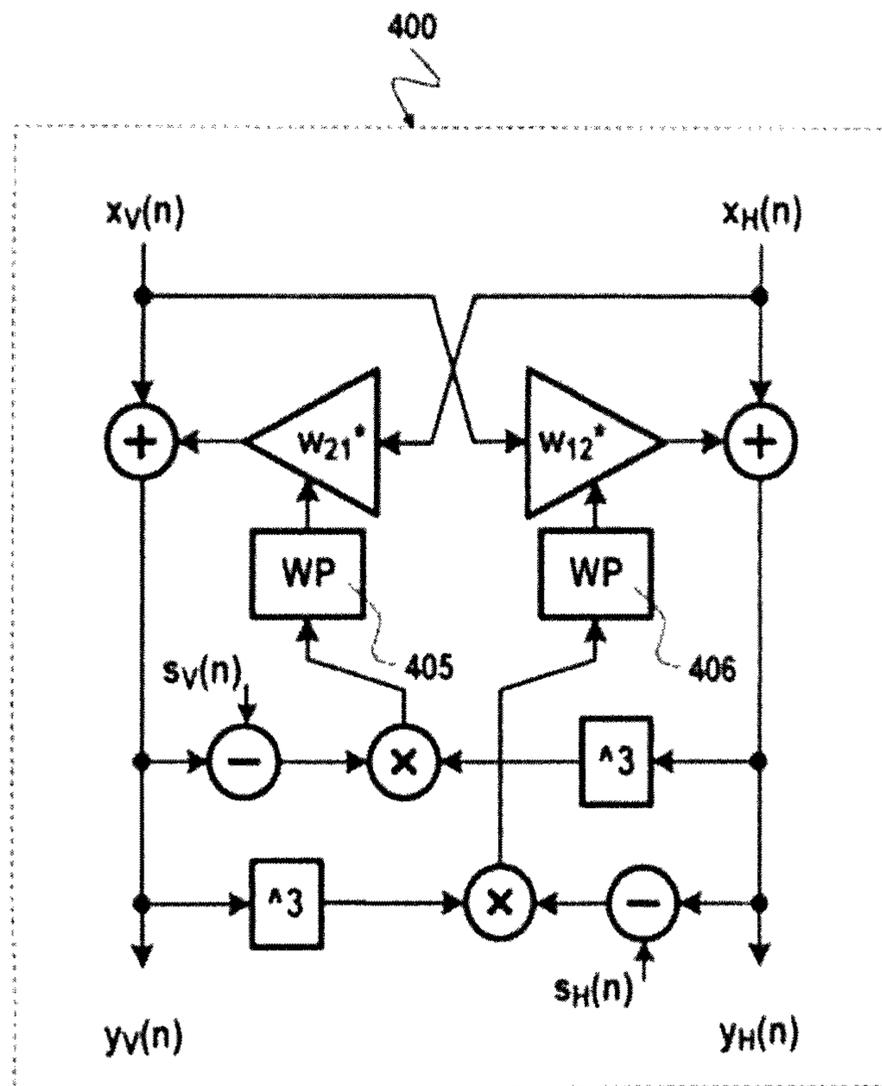 400
xV(n) xH(n)
+ w21* w12* +
WP WP
405 406
sV(n)
− × ^3
^3 × −
sH(n)
yV(n) yH(n)